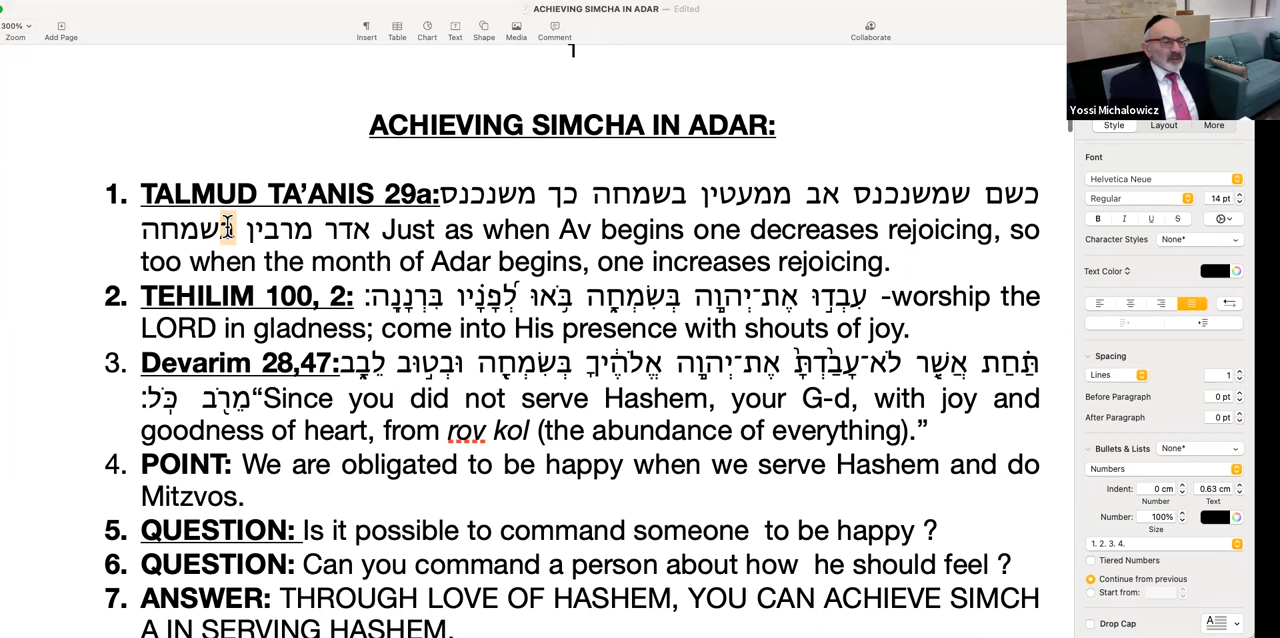 ACHIEVING SIMCHA IN ADAR — Edited
300%
Zoom
Add Page
Insert
Table
Chart
Text
Shape
Media
Comment
Collaborate
Yossi Michalowicz
1
ACHIEVING SIMCHA IN ADAR:
1. TALMUD TA’ANIS 29a:כשם שמשנכנס אב ממעטין בשמחה כך משנכנס
אדר מרבין בשמחה Just as when Av begins one decreases rejoicing, so
too when the month of Adar begins, one increases rejoicing.
2. TEHILIM 100, 2: עִבְד֣וּ אֶת־יְהוָ֣ה בְּשִׂמְחָ֑ה בֹּ֥אוּ לְ֝פָנָ֗יו בִּרְנָנָֽה׃ -worship the
LORD in gladness; come into His presence with shouts of joy.
3. Devarim 28,47:תַּ֗חַת אֲשֶׁ֤ר לֹא־עָבַ֙דְתָּ֙ אֶת־יְהוָ֣ה אֱלֹהֶ֔יךָ בְּשִׂמְחָ֖ה וּבְט֣וּב לֵבָ֑ב
מֵרֹ֖ב כֹּֽל׃“Since you did not serve Hashem, your G-d, with joy and
goodness of heart, from rov kol (the abundance of everything).”
4. POINT: We are obligated to be happy when we serve Hashem and do
Mitzvos.
5. QUESTION: Is it possible to command someone  to be happy ?
6. QUESTION: Can you command a person about how  he should feel ?
7. ANSWER: THROUGH LOVE OF HASHEM, YOU CAN ACHIEVE SIMCH
A IN SERVING HASHEM.
Style
Layout
More
Font
Helvetica Neue
Regular
14 pt
B I U S
Character Styles
None*
Text Color
Spacing
Lines
1
Before Paragraph
0 pt
After Paragraph
0 pt
Bullets & Lists
None*
Numbers
Indent:
0 cm
0.63 cm
Number
Text
Number:
100%
Size
1. 2. 3. 4.
Tiered Numbers
Continue from previous
Start from:
Drop Cap